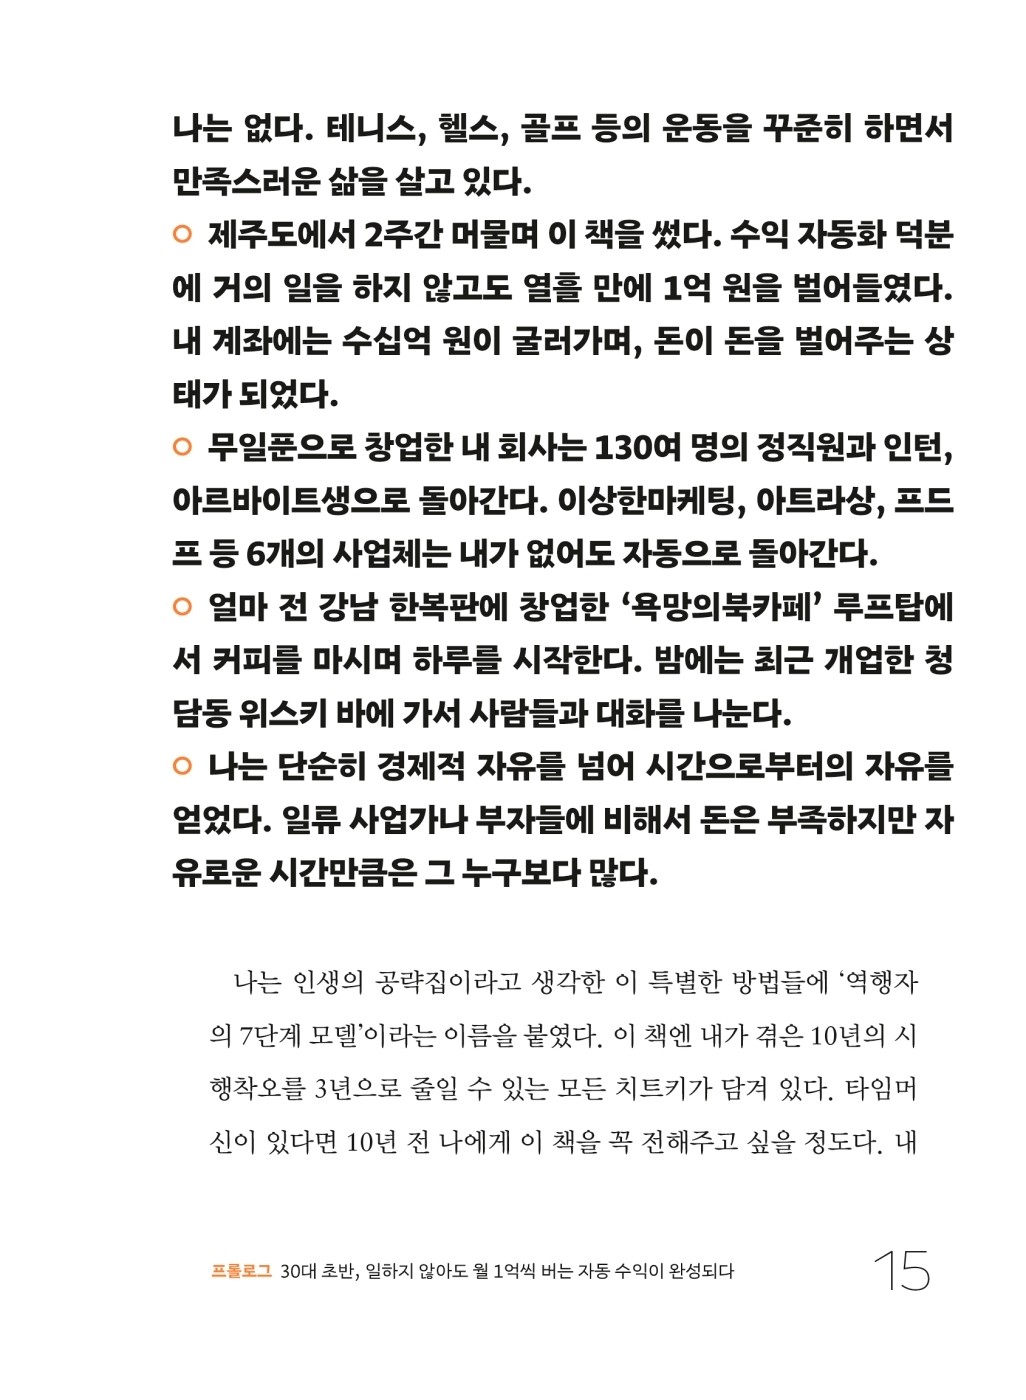 나는 없다. 테니스, 헬스, 골프 등의 운동을 꾸준히 하면서
만족스러운 삶을 살고 있다.
○ 제주도에서 2주간 머물며 이 책을 썼다. 수익 자동화 덕분
에 거의 일을 하지 않고도 열흘 만에 1억 원을 벌어들였다.
내 계좌에는 수십억 원이 굴러가며, 돈이 돈을 벌어주는 상
태가 되었다.
○ 무일푼으로 창업한 내 회사는 130여 명의 정직원과 인턴,
아르바이트생으로 돌아간다. 이상한마케팅, 아트라상, 프드
프 등 6개의 사업체는 내가 없어도 자동으로 돌아간다.
○ 얼마 전 강남 한복판에 창업한 ‘욕망의북카페’ 루프탑에
서 커피를 마시며 하루를 시작한다. 밤에는 최근 개업한 청
담동 위스키 바에 가서 사람들과 대화를 나눈다.
○ 나는 단순히 경제적 자유를 넘어 시간으로부터의 자유를
얻었다. 일류 사업가나 부자들에 비해서 돈은 부족하지만 자
유로운 시간만큼은 그 누구보다 많다.
나는 인생의 공략집이라고 생각한 이 특별한 방법들에 ‘역행자
의 7단계 모델’이라는 이름을 붙였다. 이 책엔 내가 겪은 10년의 시
행착오를 3년으로 줄일 수 있는 모든 치트키가 담겨 있다. 타임머
신이 있다면 10년 전 나에게 이 책을 꼭 전해주고 싶을 정도다. 내
프롤로그 30대 초반, 일하지 않아도 월 1억씩 버는 자동 수익이 완성되다 15